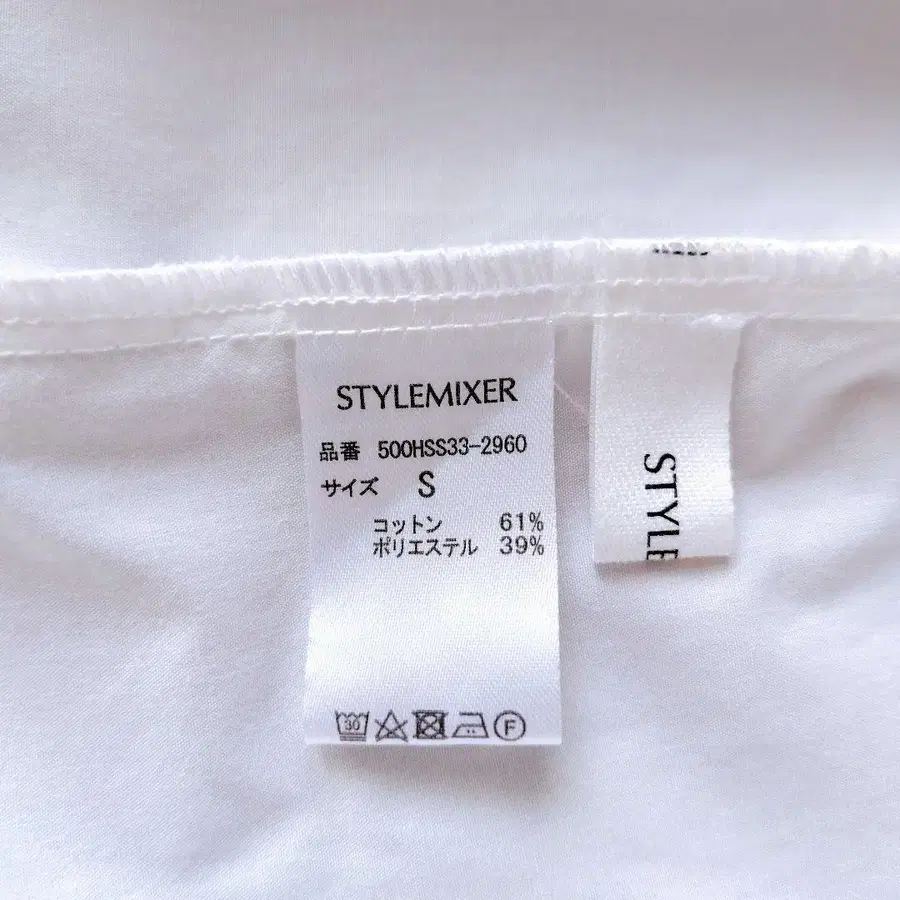 STYLEMIXER
品番 500HSS33-2960
サイズ S
コットン 61%
ポリエステル 39%
30
F
STYLE